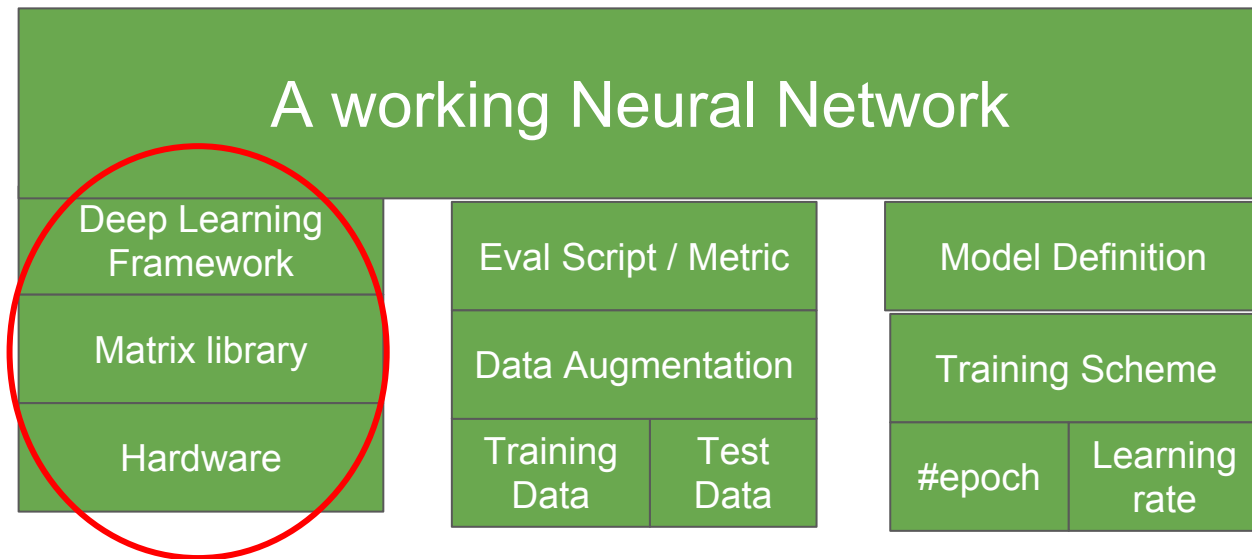 A working Neural Network
Deep Learning
Framework
Matrix library
Hardware
Eval Script / Metric
Data Augmentation
Training
Data
Test
Data
Model Definition
Training Scheme
#epoch
Learning
rate